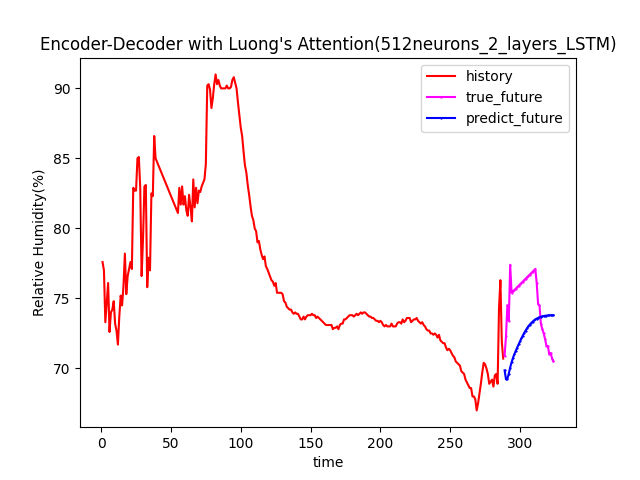 Encoder-Decoder with Luong's Attention(512neurons_2_layers_LSTM)
history
true_future
predict_future
Relative Humidity(%)
90
85
80
75
70
0
50
100
150
200
250
300
time